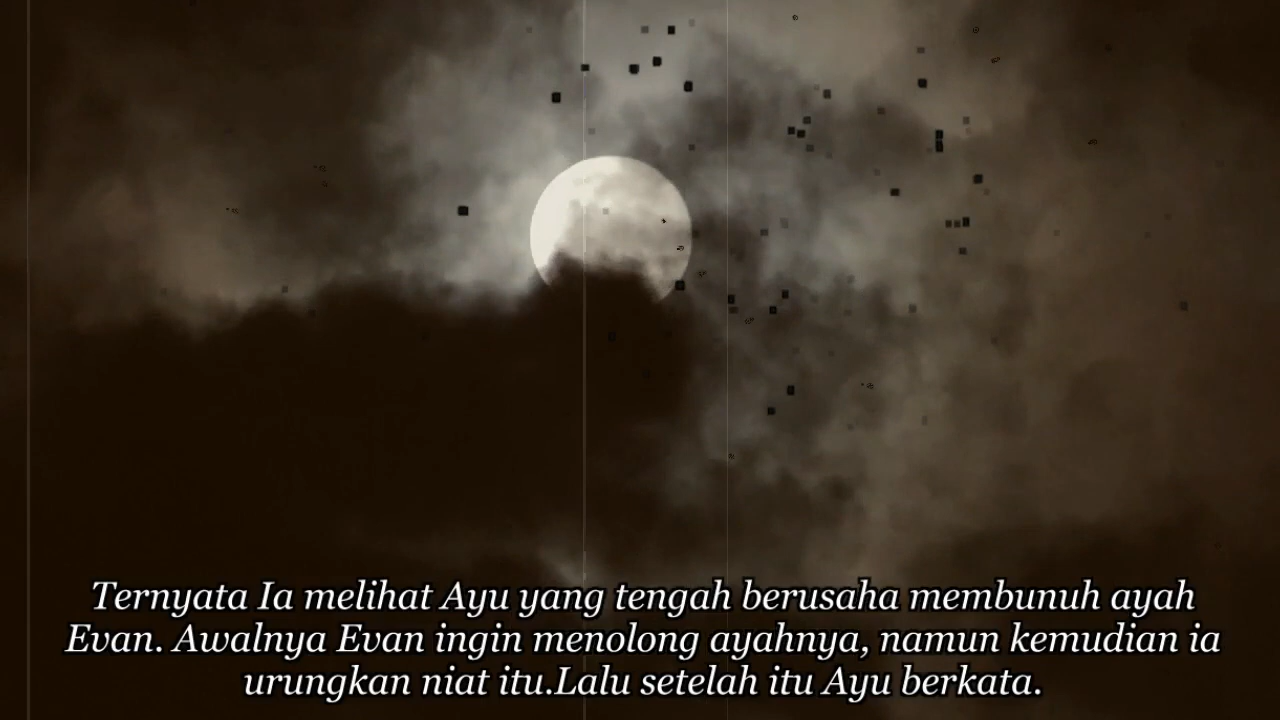 Ternyata Ia melihat Ayu yang tengah berusaha membunuh ayah
Evan. Awalnya Evan ingin menolong ayahnya, namun kemudian ia
urungkan niat itu.Lalu setelah itu Ayu berkata.